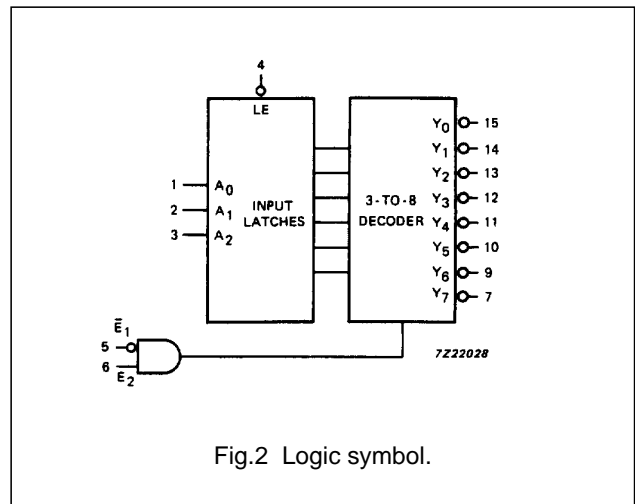 4
LE
Y0 15
Y1 14
1 A0
Y2 13
INPUT 3-TO-8
2 A1
Y3 12
LATCHES DECODER
Y4 11
3 A2
Y5 10
Y6 9
Y7 7
Ē1
5
6 E2
7Z22028
Fig.2 Logic symbol.